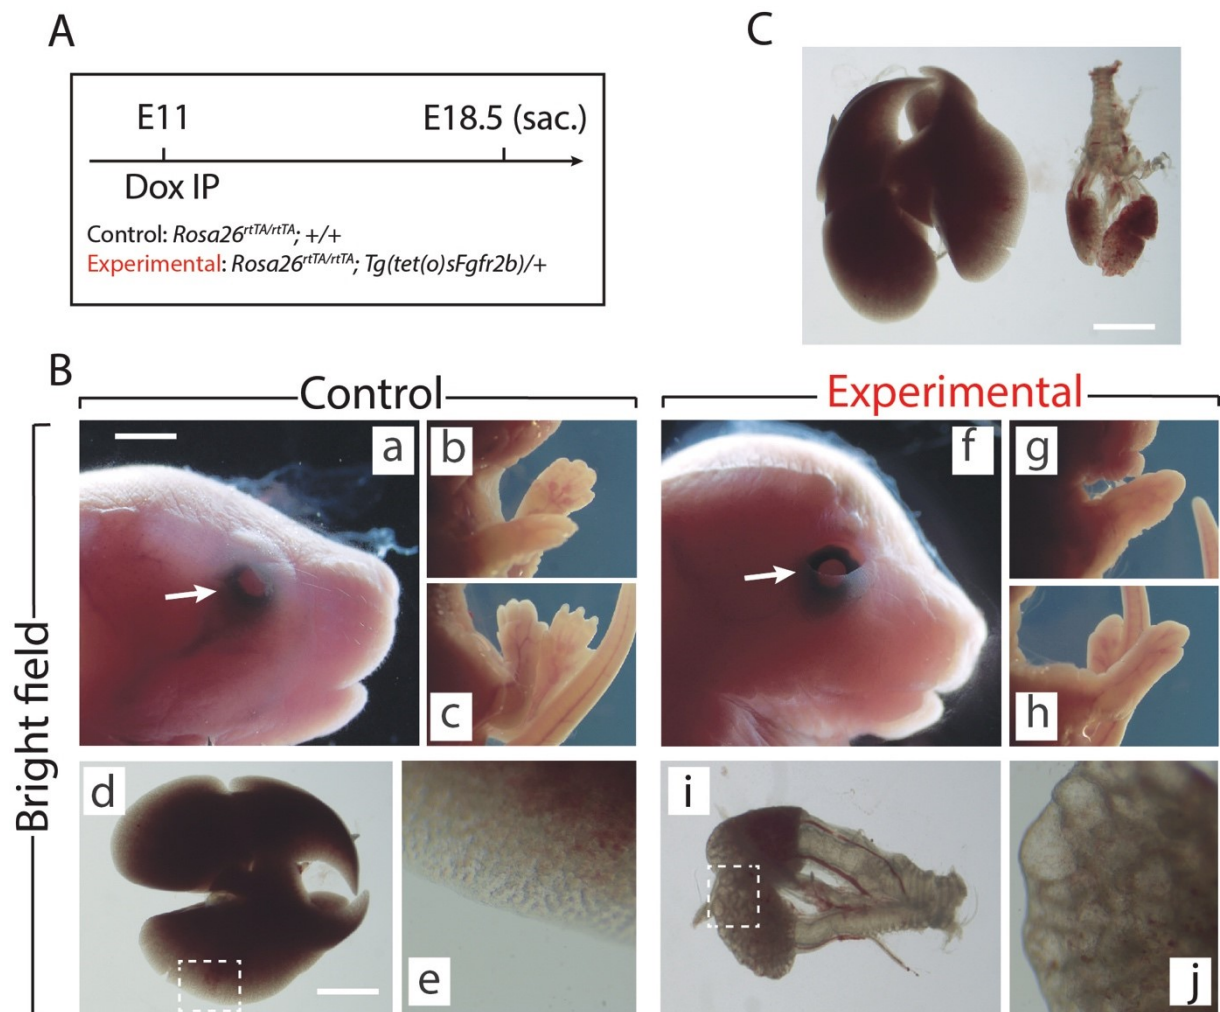 A
E11
E18.5 (sac.)
Dox IP
Control: Rosa26rtTA/rtTA; +/+
Experimental: Rosa26rtTA/rtTA; Tg(tet(o)sFgfr2b)/+
C
B
Control
Experimental
Bright field
a
b
c
d
e
f
g
h
i
j